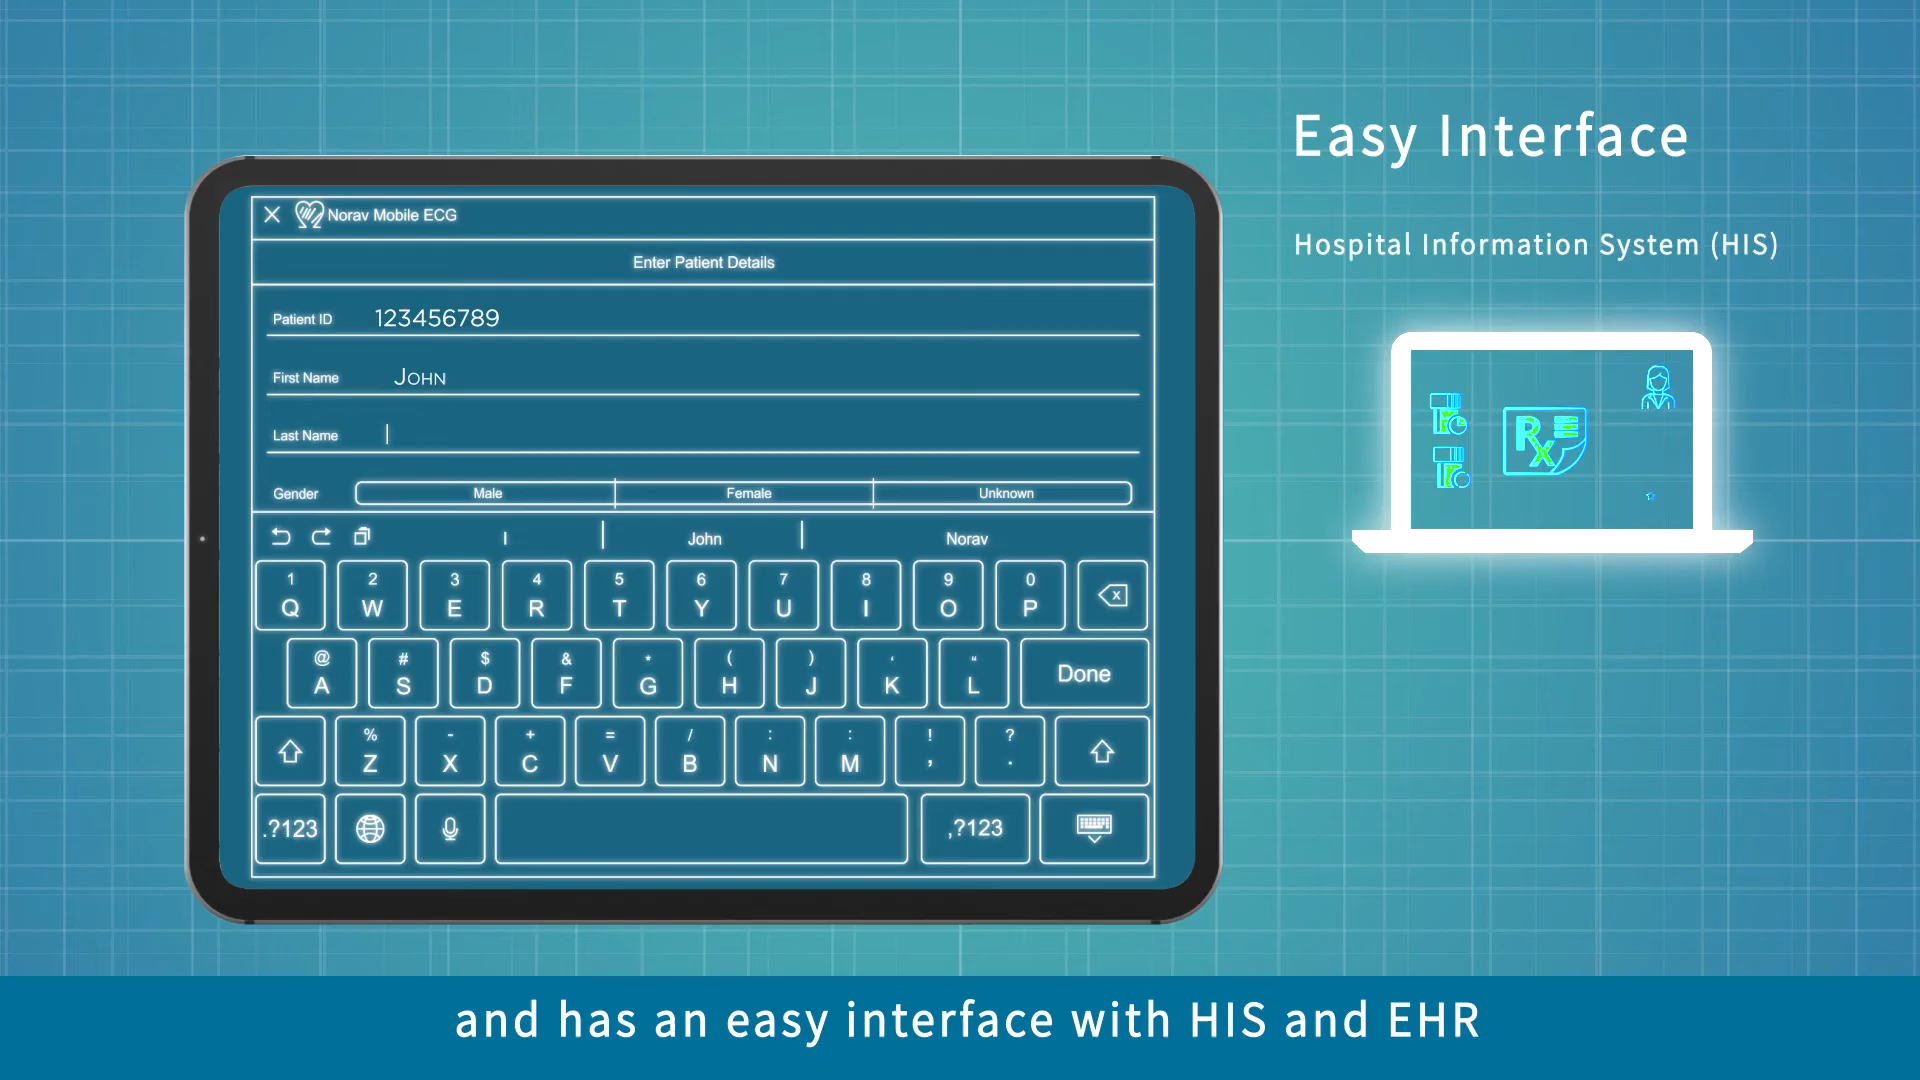 Easy Interface
Hospital Information System (HIS)
Norav Mobile ECG
Enter Patient Details
Patient ID 123456789
First Name JOHN
Last Name
Gender Male Female Unknown
I John Norav
1 2 3 4 5 6 7 8 9 0
Q W E R T Y U I O P
@ # $ & * ( ) ‘ “
A S D F G H J K L Done
% - + = / : : ! ?
Z X C V B N M , .
.?123 ,?123
Rx
and has an easy interface with HIS and EHR